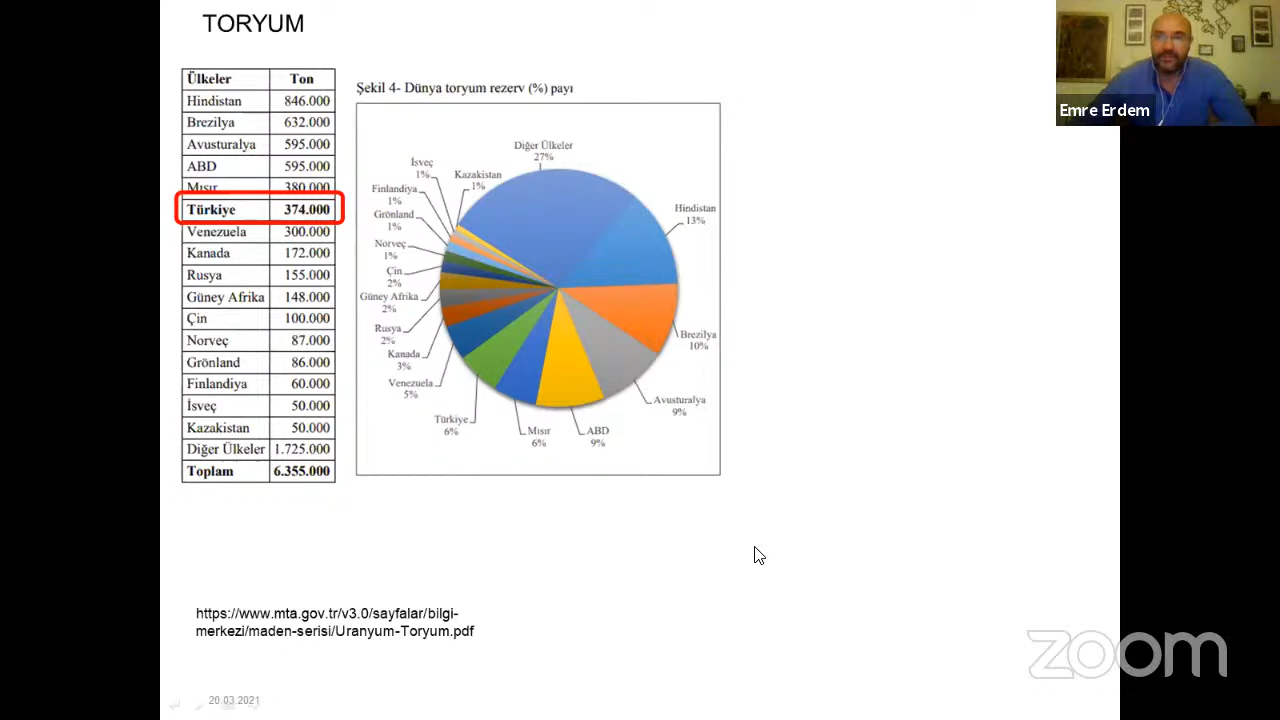 TORYUM
Ülkeler Ton
Hindistan 846.000
Brezilya 632.000
Avusturalya 595.000
ABD 595.000
Mısır 380.000
Türkiye 374.000
Venezuela 300.000
Kanada 172.000
Rusya 155.000
Güney Afrika 148.000
Çin 100.000
Norveç 87.000
Grönland 86.000
Finlandiya 60.000
İsveç 50.000
Kazakistan 50.000
Diğer Ülkeler 1.725.000
Toplam 6.355.000
Şekil 4- Dünya toryum rezerv (%) payı
Diğer Ülkeler
27%
Hindistan
13%
Brezilya
10%
Avusturalya
9%
ABD
9%
Mısır
6%
Türkiye
6%
Venezuela
5%
Kanada
3%
Rusya
2%
Güney Afrika
2%
Çin
2%
Norveç
1%
Grönland
1%
Finlandiya
1%
İsveç
1%
Kazakistan
1%
https://www.mta.gov.tr/v3.0/sayfalar/bilgi-
merkezi/maden-serisi/Uranyum-Toryum.pdf
20.03.2021
Emre Erdem
zoom